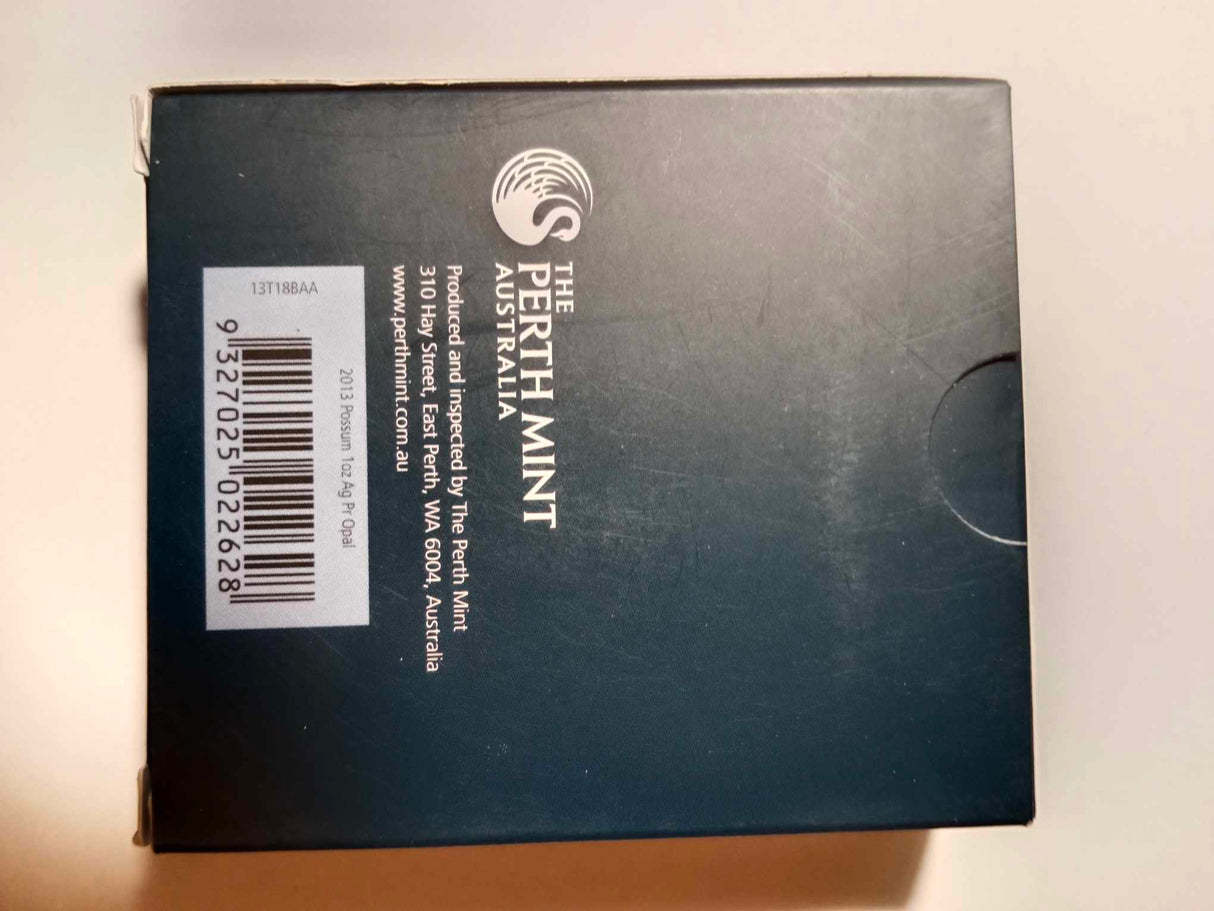 THE
PERTH MINT
AUSTRALIA
Produced and inspected by The Perth Mint
310 Hay Street, East Perth, WA 6004, Australia
www.perthmint.com.au
2013 Possum 1oz Ag Pr Opal
13T18BAA
9 327025 022628